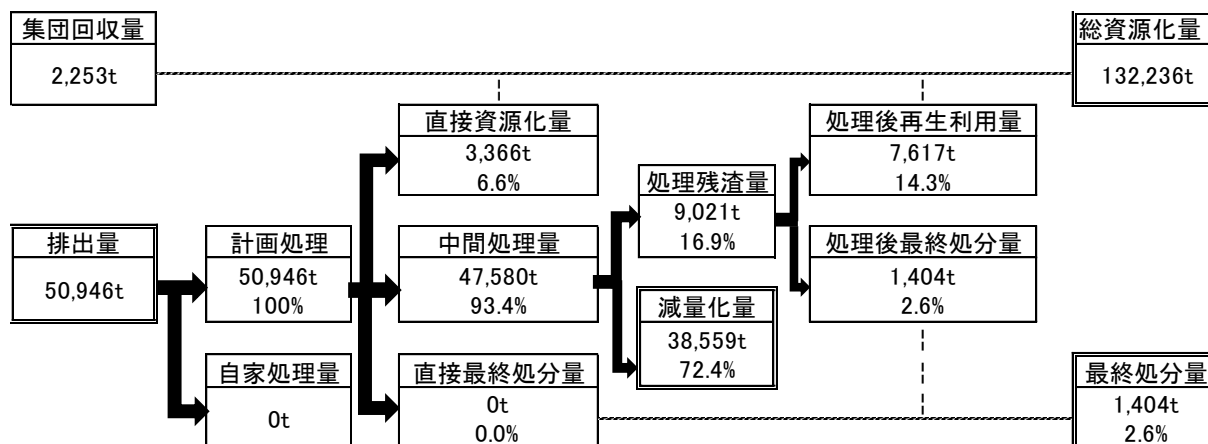 集団回収量
2,253t
総資源化量
132,236t
直接資源化量
3,366t
6.6%
処理後再生利用量
7,617t
14.3%
処理残渣量
9,021t
16.9%
排出量
50,946t
計画処理
50,946t
100%
中間処理量
47,580t
93.4%
処理後最終処分量
1,404t
2.6%
減量化量
38,559t
72.4%
自家処理量
0t
直接最終処分量
0t
0.0%
最終処分量
1,404t
2.6%